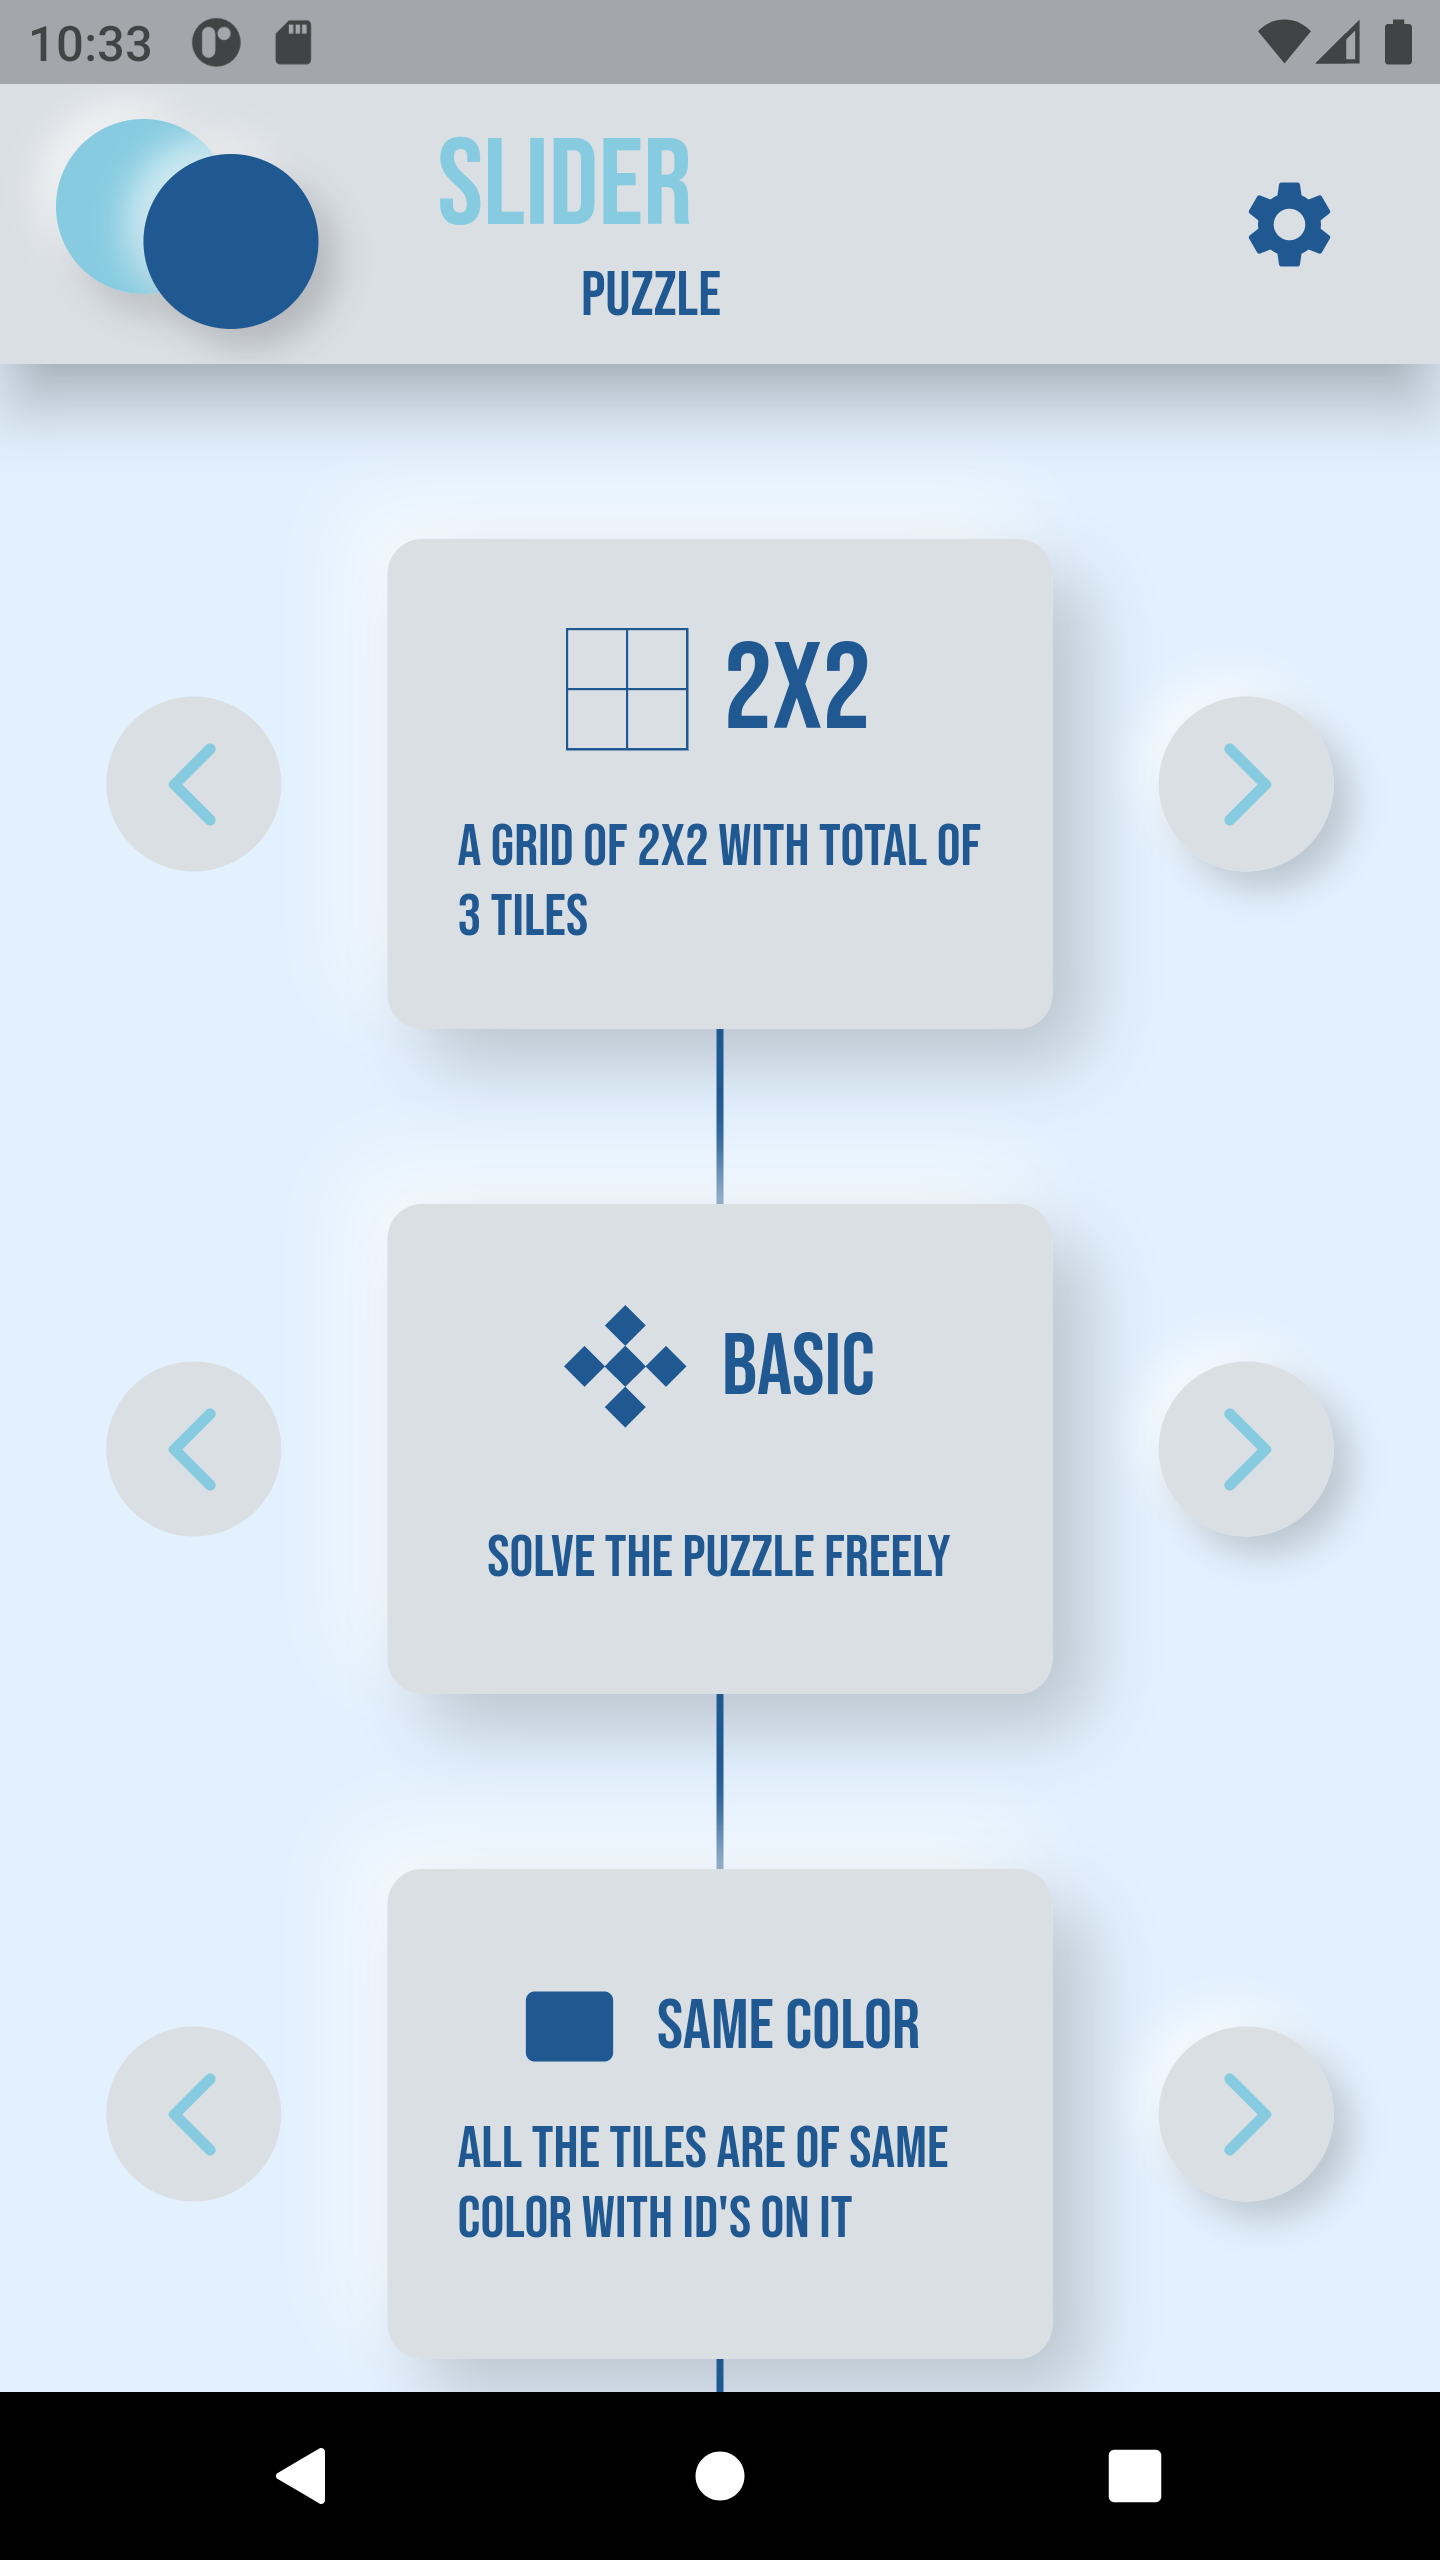 10:33
SLIDER
PUZZLE
2X2
A GRID OF 2X2 WITH TOTAL OF
3 TILES
BASIC
SOLVE THE PUZZLE FREELY
SAME COLOR
ALL THE TILES ARE OF SAME
COLOR WITH ID'S ON IT